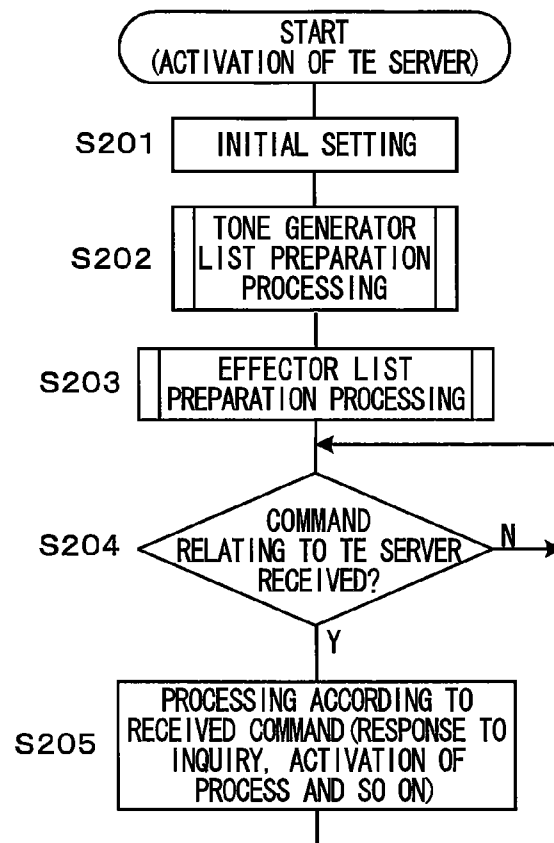 START
(ACTIVATION OF TE SERVER)
S201
INITIAL SETTING
S202
TONE GENERATOR
LIST PREPARATION
PROCESSING
S203
EFFECTOR LIST
PREPARATION PROCESSING
S204
COMMAND
RELATING TO TE SERVER
RECEIVED?
N
Y
S205
PROCESSING ACCORDING TO
RECEIVED COMMAND(RESPONSE TO
INQUIRY, ACTIVATION OF
PROCESS AND SO ON)